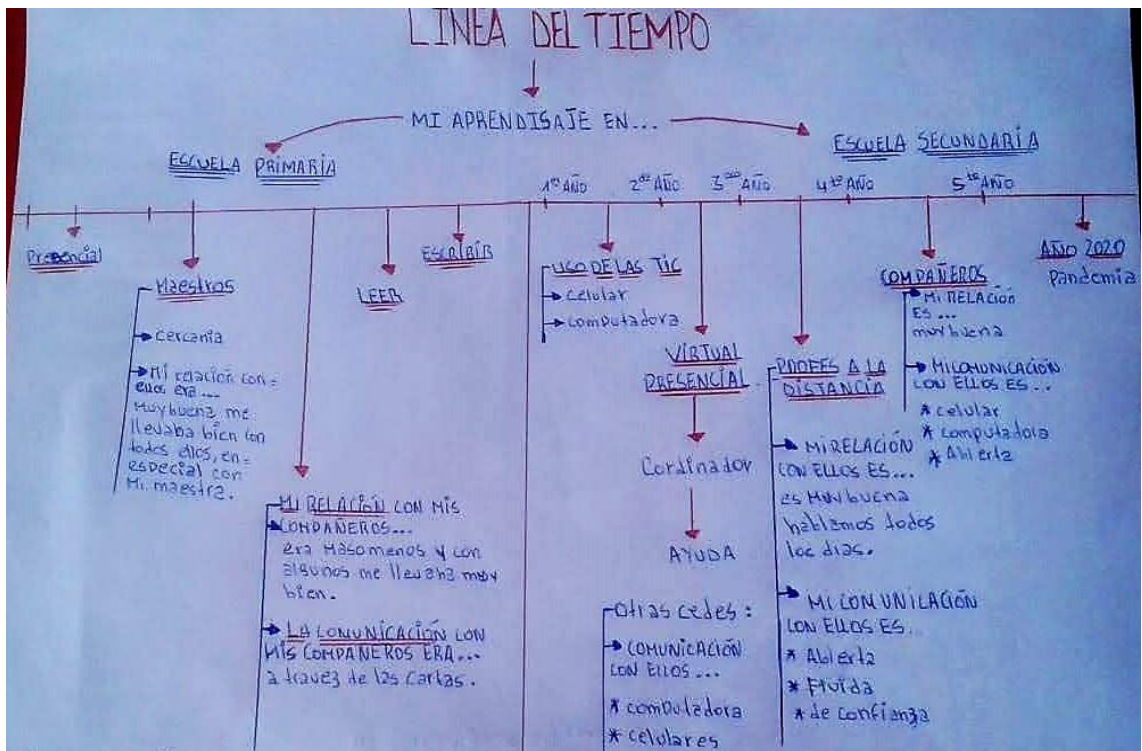 LINEA DEL TIEMPO
MI APRENDISAJE EN...
ESCUELA PRIMARIA
ESCUELA SECUNDARIA
1er AÑO
2do AÑO
3ero AÑO
4to AÑO
5to AÑO
Presencial
Maestros
Cercania
Mi relación con=
ellos era...
Muy buena me
llevaba bien con
todos ellos, en=
especial con
Mi maestra.
MI RELACIÓN CON MIS
COMPAÑEROS...
era Masomenos y con
algunos me llevaba muy
bien.
LA COMUNICACIÓN CON
MIS COMPAÑEROS ERA...
a travez de las cartas.
LEER
ESCRIBIR
USO DE LAS TIC
Celular
computadora
VIRTUAL
PRESENCIAL.
Cordinador
AYUDA
Otras cedes:
COMUNICACIÓN
CON ELLOS...
* computadora
* celulares
PROFES A LA
DISTANCIA
MI RELACIÓN
CON ELLOS ES...
es Muy buena
hablamos todos
los dias.
MI COMUNICACIÓN
CON ELLOS ES...
* Abierta
* Fluida
* de confianza
COMPAÑEROS
MI RELACIÓN
ES...
muy buena
MI COMUNICACIÓN
CON ELLOS ES...
* celular
* computadora
* Abierta
AÑO 2020
Pandemia